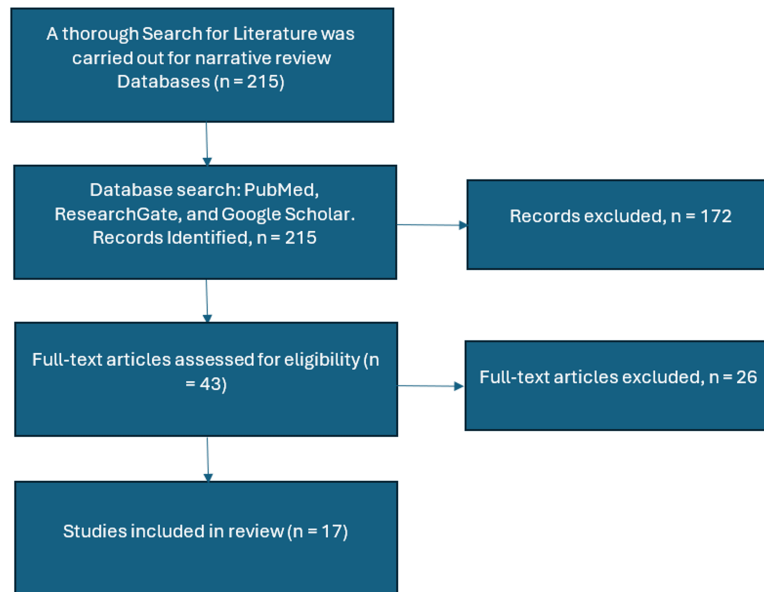 A thorough Search for Literature was
carried out for narrative review
Databases (n = 215)
Database search: PubMed,
ResearchGate, and Google Scholar.
Records Identified, n = 215
Records excluded, n = 172
Full-text articles assessed for eligibility (n
= 43)
Full-text articles excluded, n = 26
Studies included in review (n = 17)